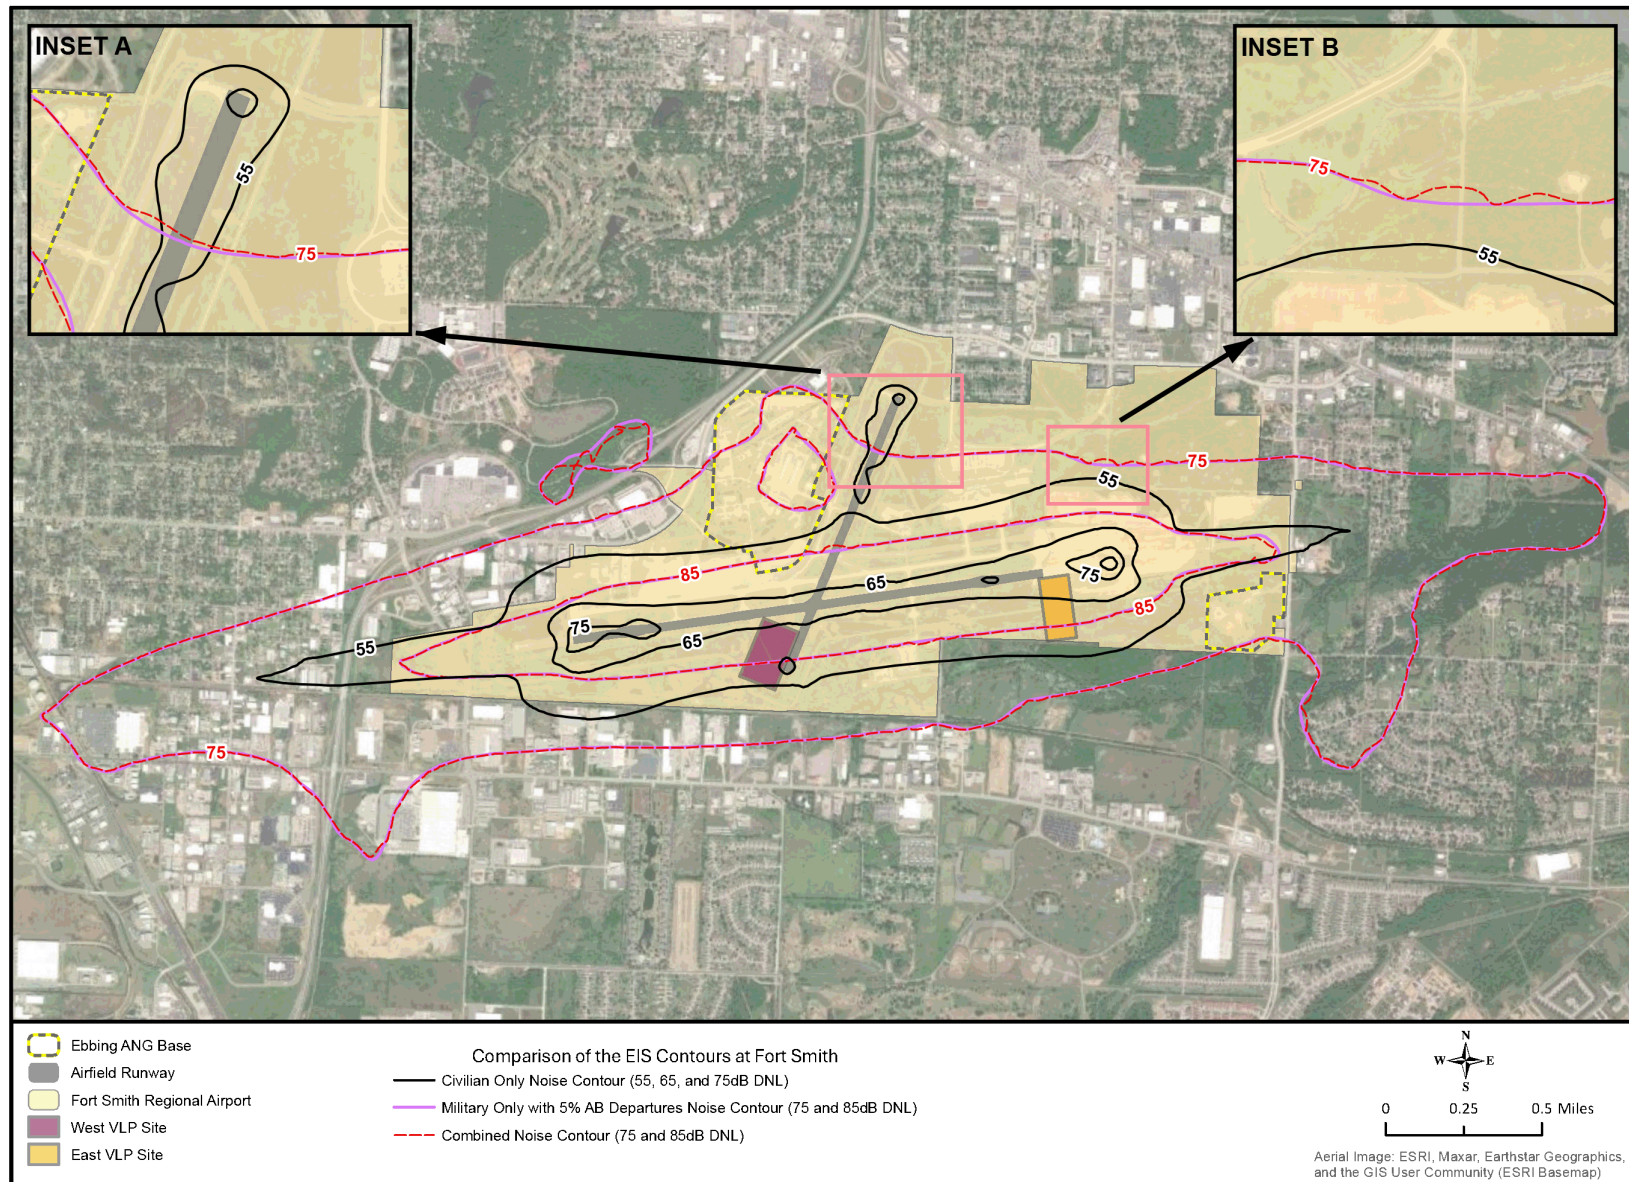 INSET A
55
75
INSET B
75
55
75
55
85
65
75
85
75
65
55
75
Ebbing ANG Base
Airfield Runway
Fort Smith Regional Airport
West VLP Site
East VLP Site
Comparison of the EIS Contours at Fort Smith
Civilian Only Noise Contour (55, 65, and 75dB DNL)
Military Only with 5% AB Departures Noise Contour (75 and 85dB DNL)
Combined Noise Contour (75 and 85dB DNL)
N
W E
S
0 0.25 0.5 Miles
Aerial Image: ESRI, Maxar, Earthstar Geographics,
and the GIS User Community (ESRI Basemap)